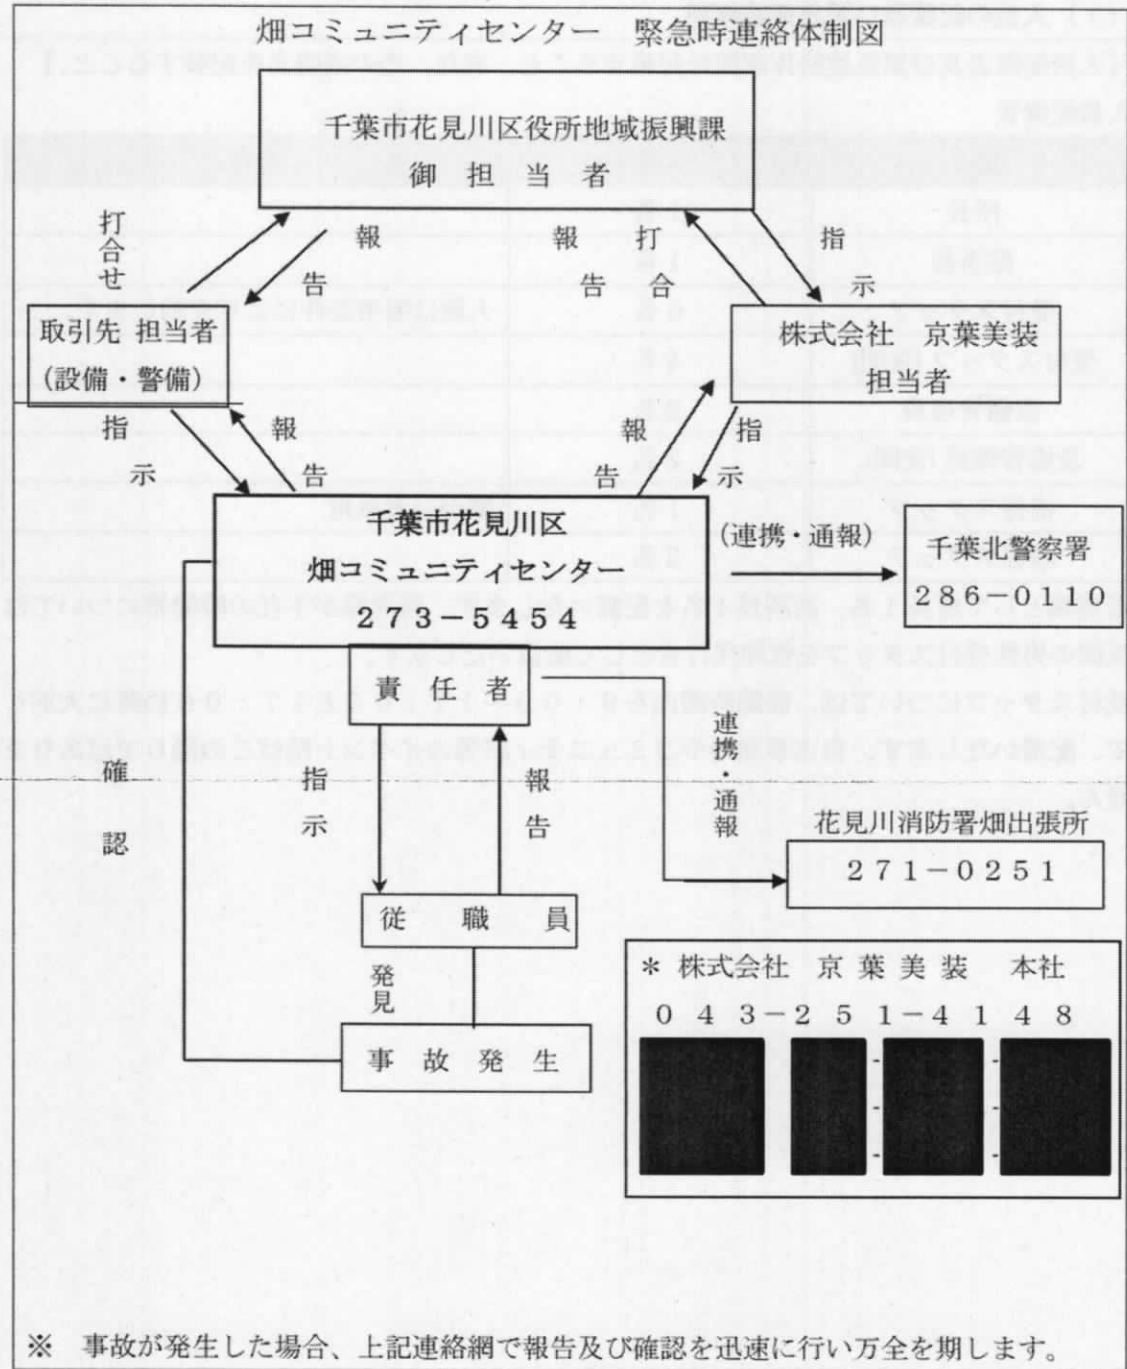 畑コミュニティセンター　緊急時連絡体制図
千葉市花見川区役所地域振興課
御　担　当　者
打合せ
報告
報告
打合
指示
取引先 担当者
(設備・警備)
株式会社　京葉美装
担当者
指示
報告
報告
指示
千葉市花見川区
畑コミュニティセンター
２７３－５４５４
(連携・通報)
千葉北警察署
２８６－０１１０
責　任　者
連携・通報
確認
指示
報告
花見川消防署畑出張所
２７１－０２５１
従　職　員
発見
事　故　発　生
＊ 株式会社　京 葉 美 装　本社
０４３－２５１－４１４８
※　事故が発生した場合、上記連絡網で報告及び確認を迅速に行い万全を期します。